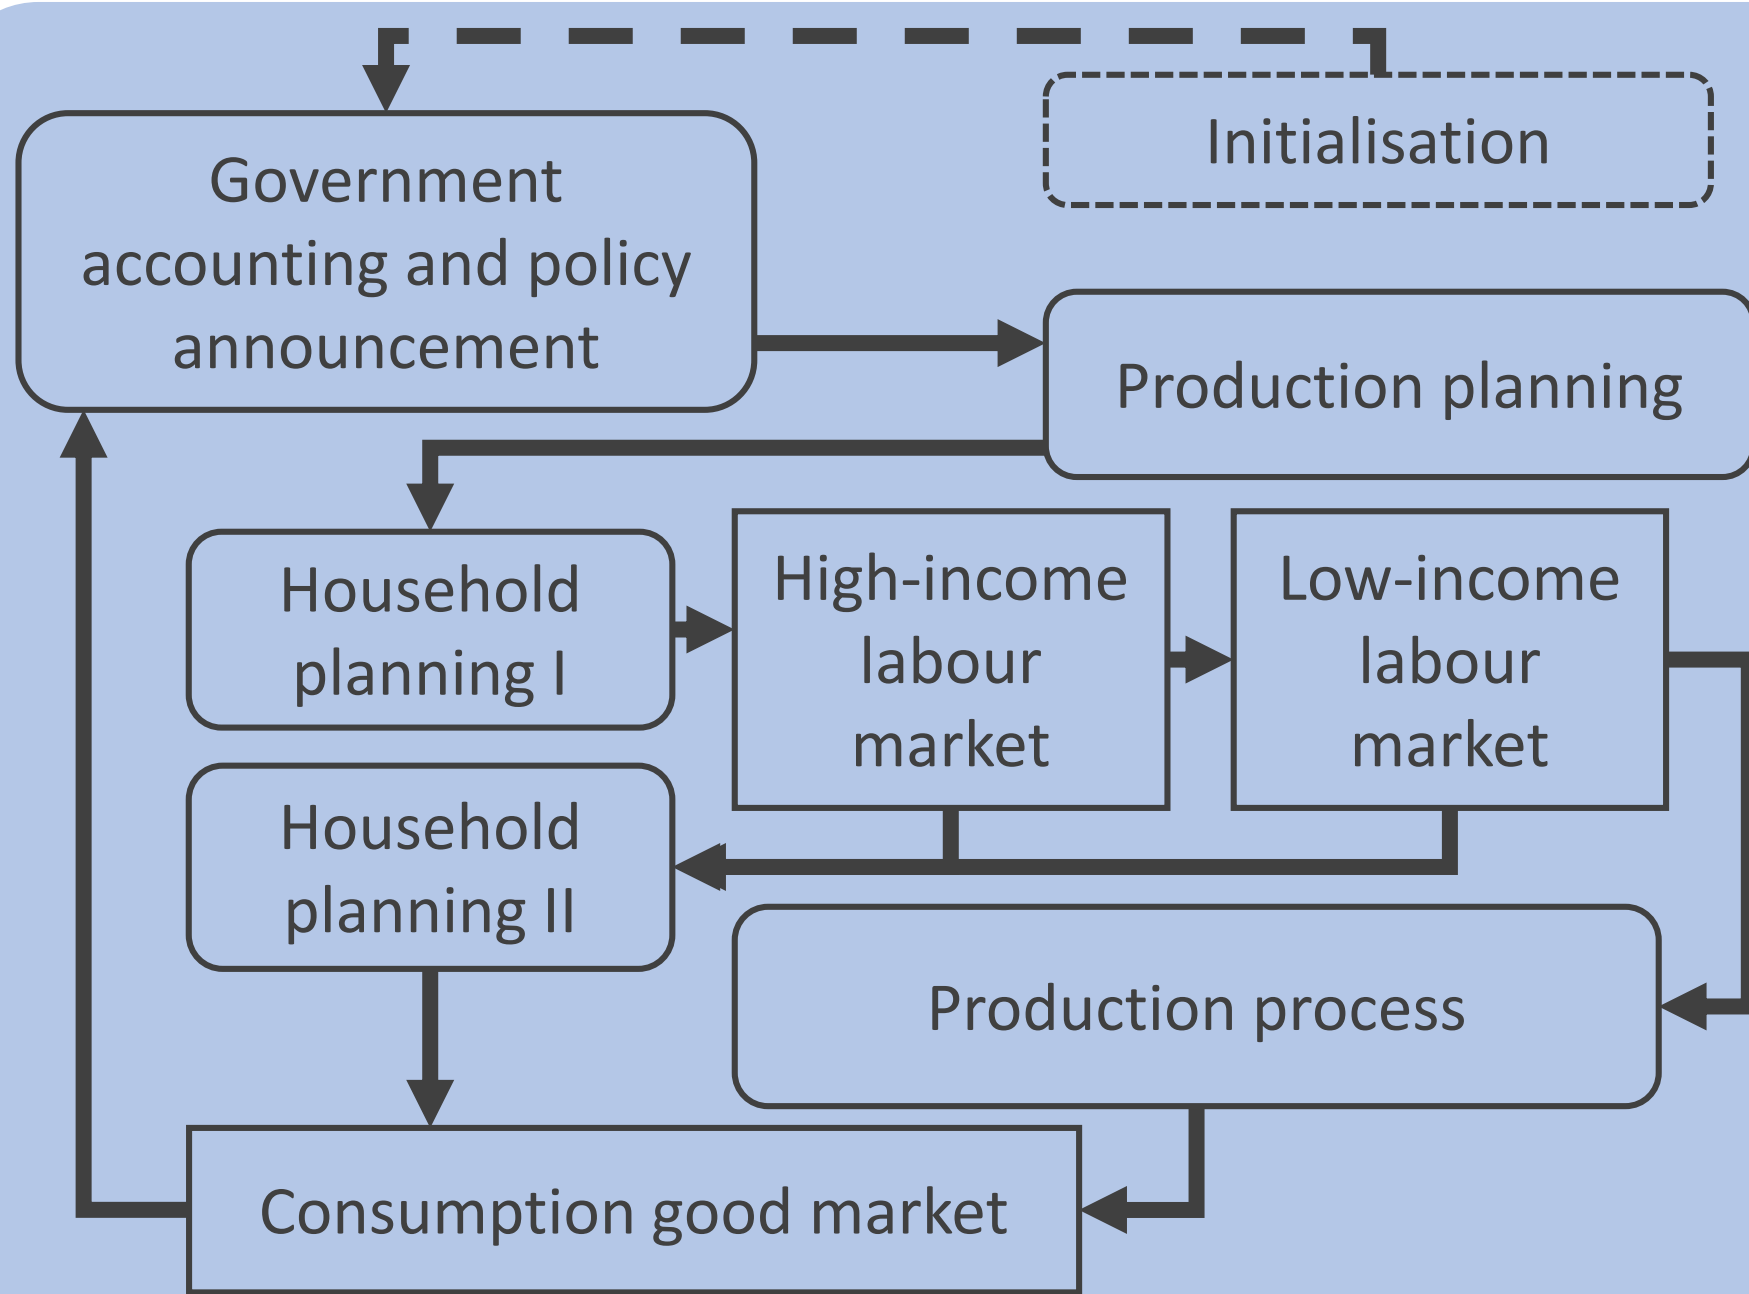 Initialisation
Government
accounting and policy
announcement
Production planning
Household
planning I
High-income
labour
market
Low-income
labour
market
Household
planning II
Production process
Consumption good market